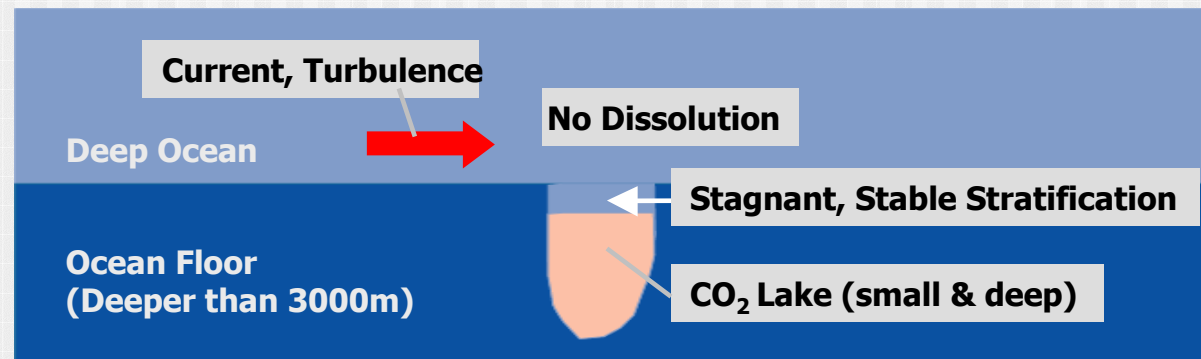 Current, Turbulence
No Dissolution
Deep Ocean
Stagnant, Stable Stratification
Ocean Floor
(Deeper than 3000m)
CO₂ Lake (small & deep)